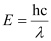 E = hc/λ